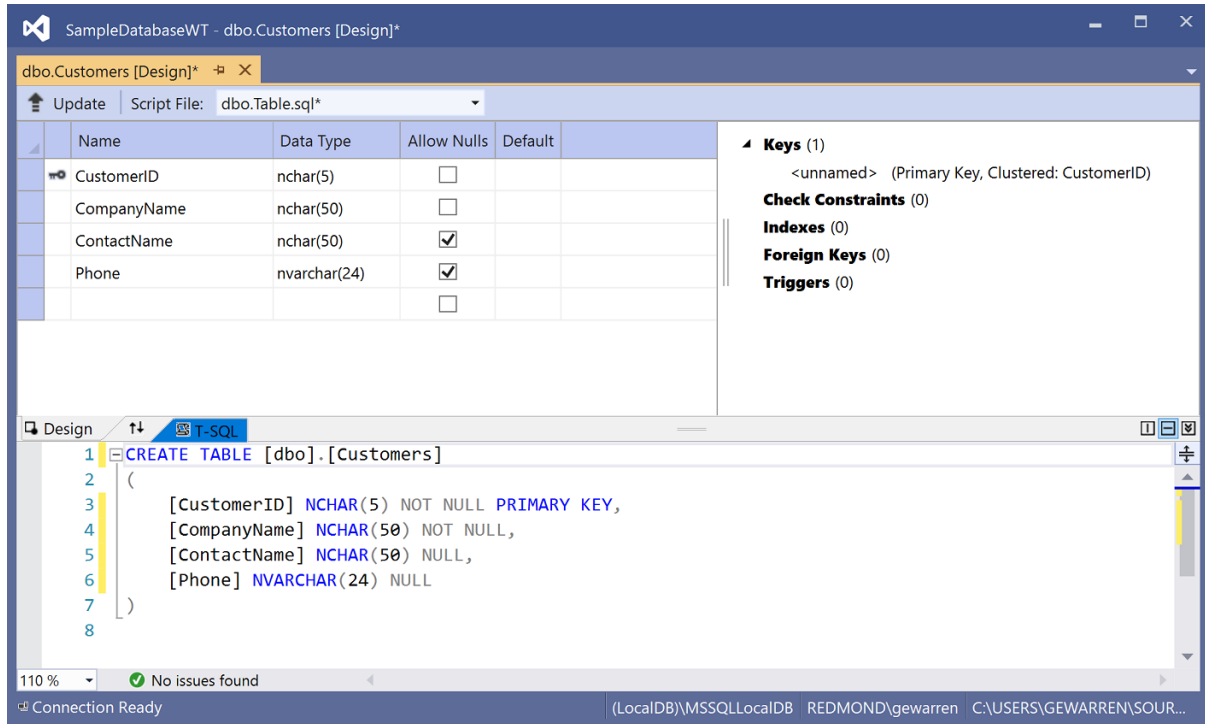 SampleDatabaseWT - dbo.Customers [Design]*
dbo.Customers [Design]*
Update Script File: dbo.Table.sql*
Name Data Type Allow Nulls Default
CustomerID nchar(5)
CompanyName nchar(50)
ContactName nchar(50)
Phone nvarchar(24)
Keys (1)
<unnamed> (Primary Key, Clustered: CustomerID)
Check Constraints (0)
Indexes (0)
Foreign Keys (0)
Triggers (0)
Design T-SQL
1 CREATE TABLE [dbo].[Customers]
2 (
3 [CustomerID] NCHAR(5) NOT NULL PRIMARY KEY,
4 [CompanyName] NCHAR(50) NOT NULL,
5 [ContactName] NCHAR(50) NULL,
6 [Phone] NVARCHAR(24) NULL
7 )
8
110 % No issues found
Connection Ready (LocalDB)\MSSQLLocalDB REDMOND\gewarren C:\USERS\GEWARREN\SOUR...